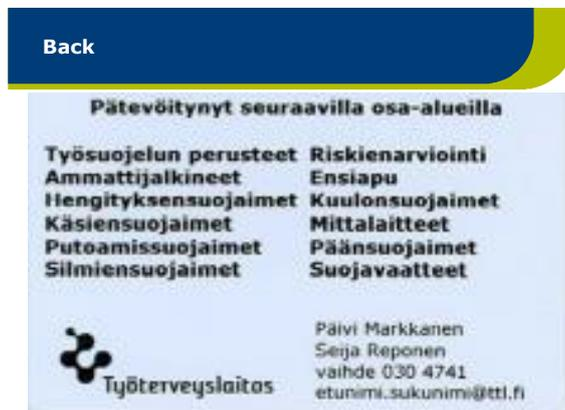 Back
Pätevöitynyt seuraavilla osa-alueilla
Työsuojelun perusteet Riskienarviointi
Ammattijalkineet Ensiapu
Hengityksensuojaimet Kuulonsuojaimet
Käsiensuojaimet Mittalaitteet
Putoamissuojaimet Päänsuojaimet
Silmiensuojaimet Suojavaatteet
Työterveyslaitos
Päivi Markkanen
Seija Reponen
vaihde 030 4741
etunimi.sukunimi@ttl.fi